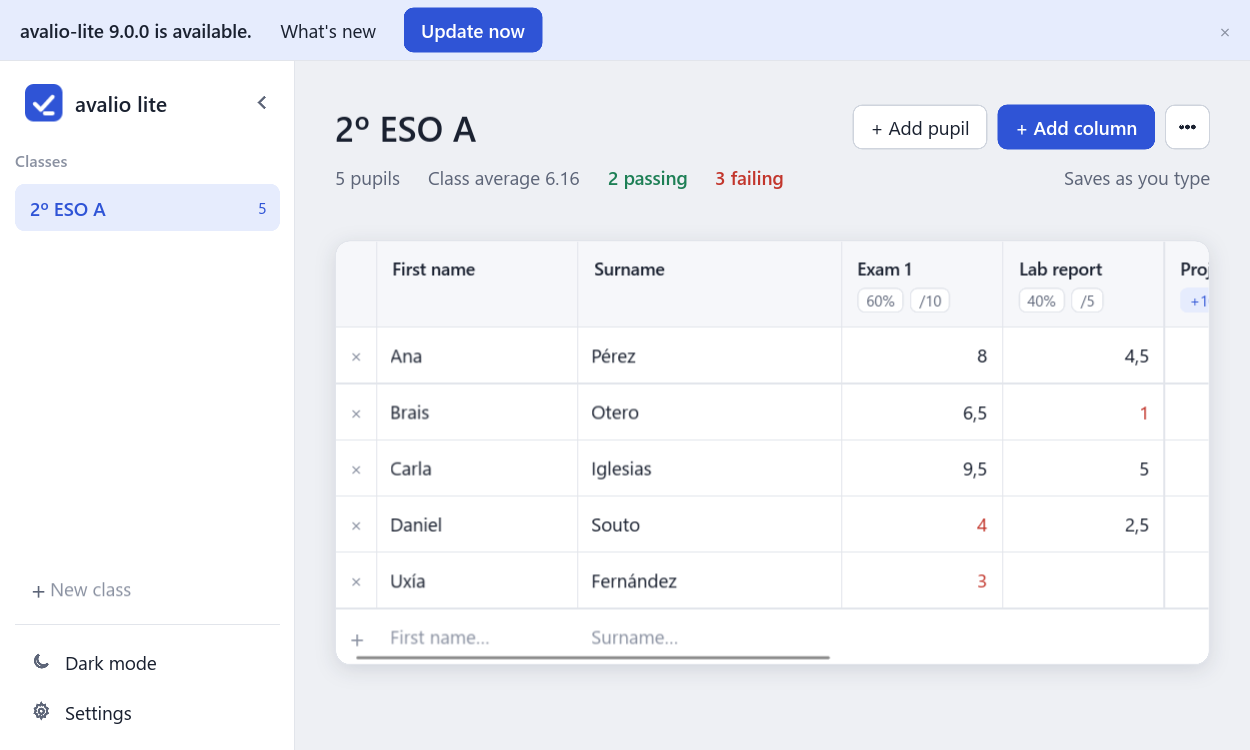 avalio-lite 9.0.0 is available. What's new Update now ×
avalio lite
Classes
2º ESO A 5
+ New class
Dark mode
Settings
2º ESO A
+ Add pupil + Add column •••
5 pupils Class average 6.16 2 passing 3 failing Saves as you type
First name Surname Exam 1 Lab report
60% /10 40% /5
× Ana Pérez 8 4,5
× Brais Otero 6,5 1
× Carla Iglesias 9,5 5
× Daniel Souto 4 2,5
× Uxía Fernández 3
+ First name... Surname...